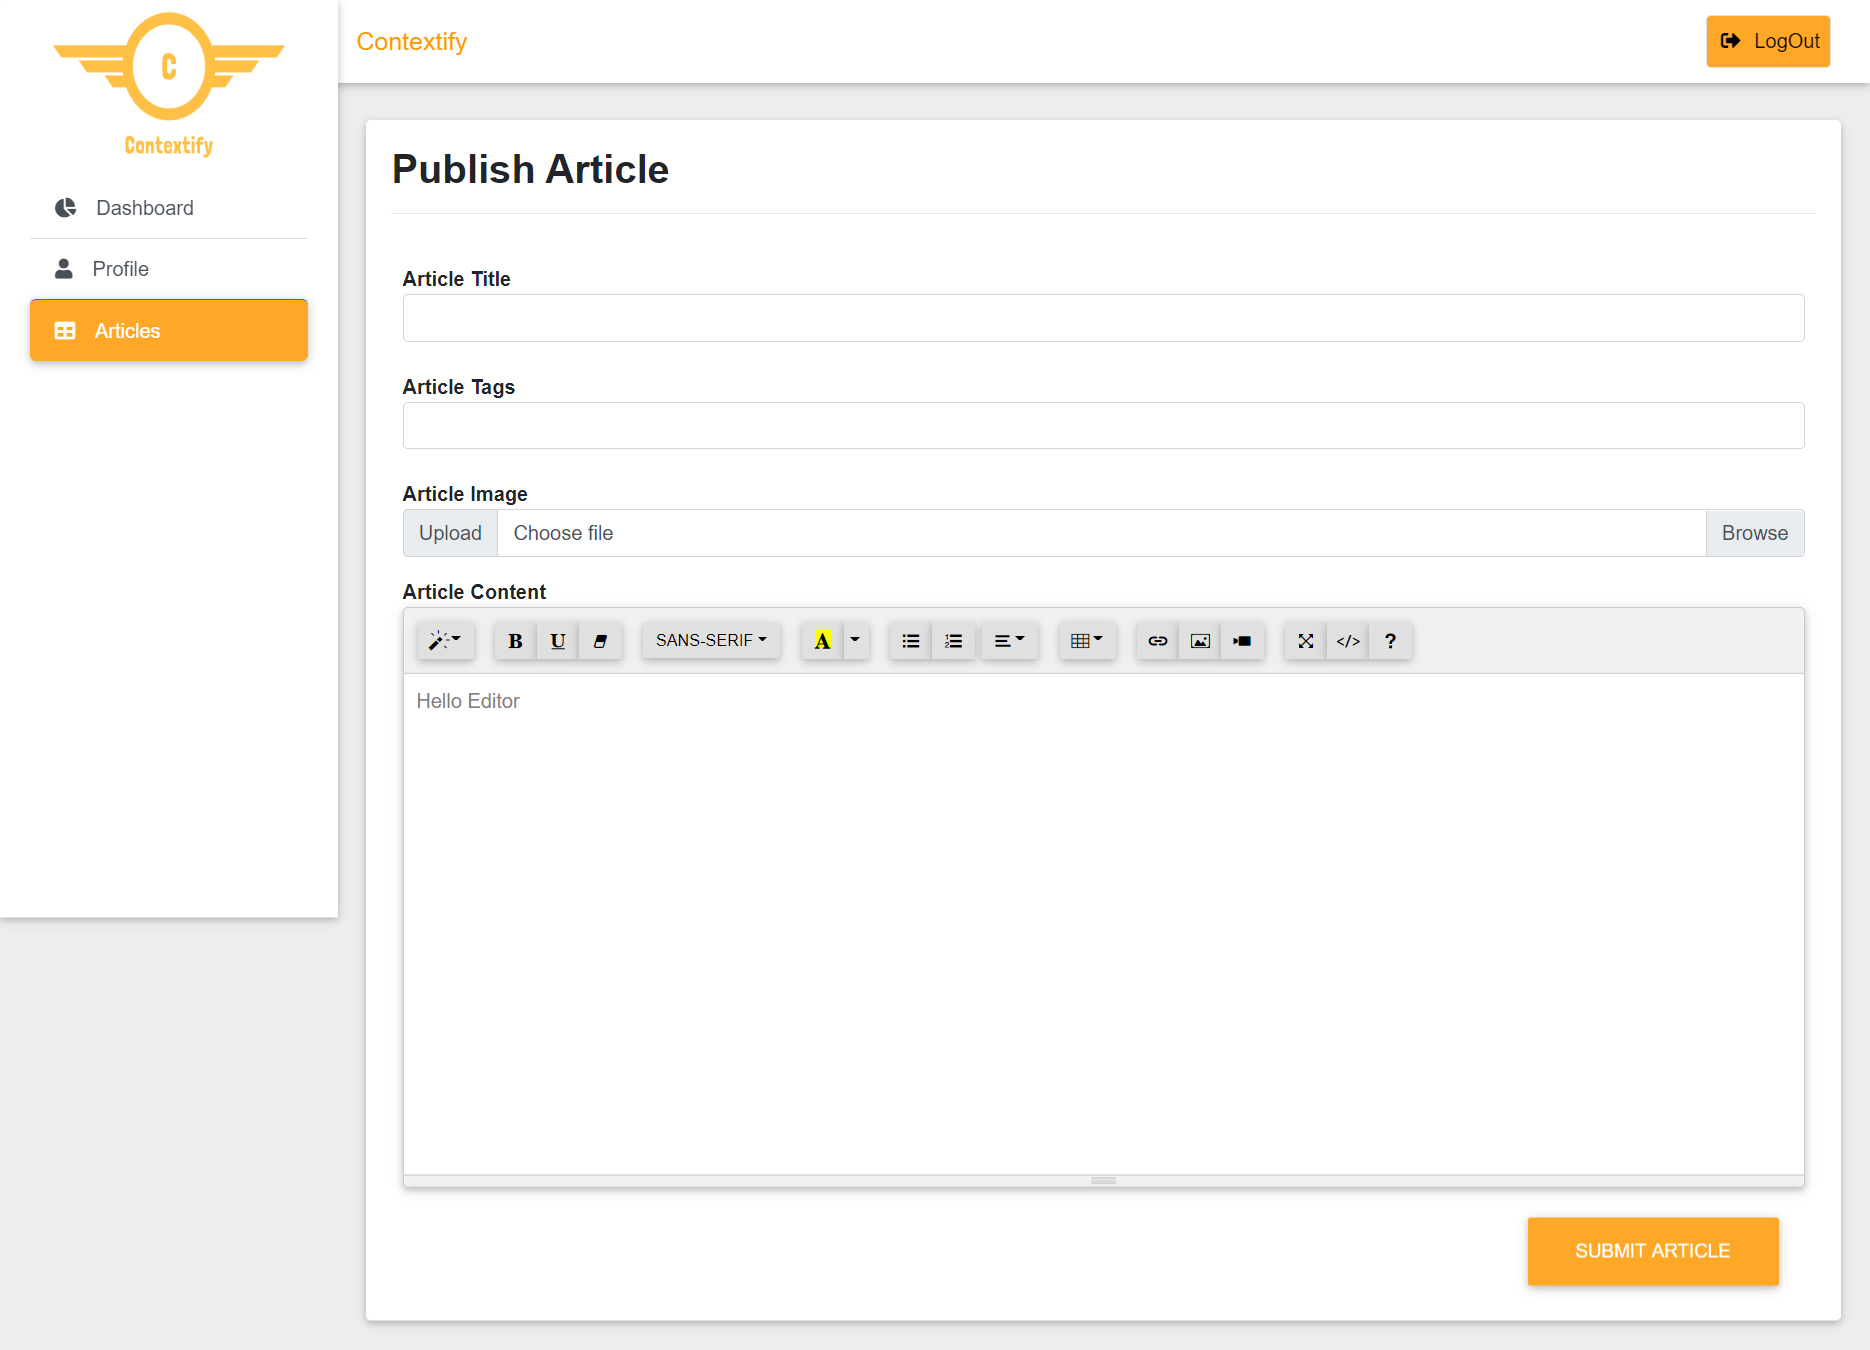 C
Contextify
Dashboard
Profile
Articles
Contextify
LogOut
Publish Article
Article Title
Article Tags
Article Image
Upload Choose file Browse
Article Content
B U SANS-SERIF A </> ?
Hello Editor
SUBMIT ARTICLE